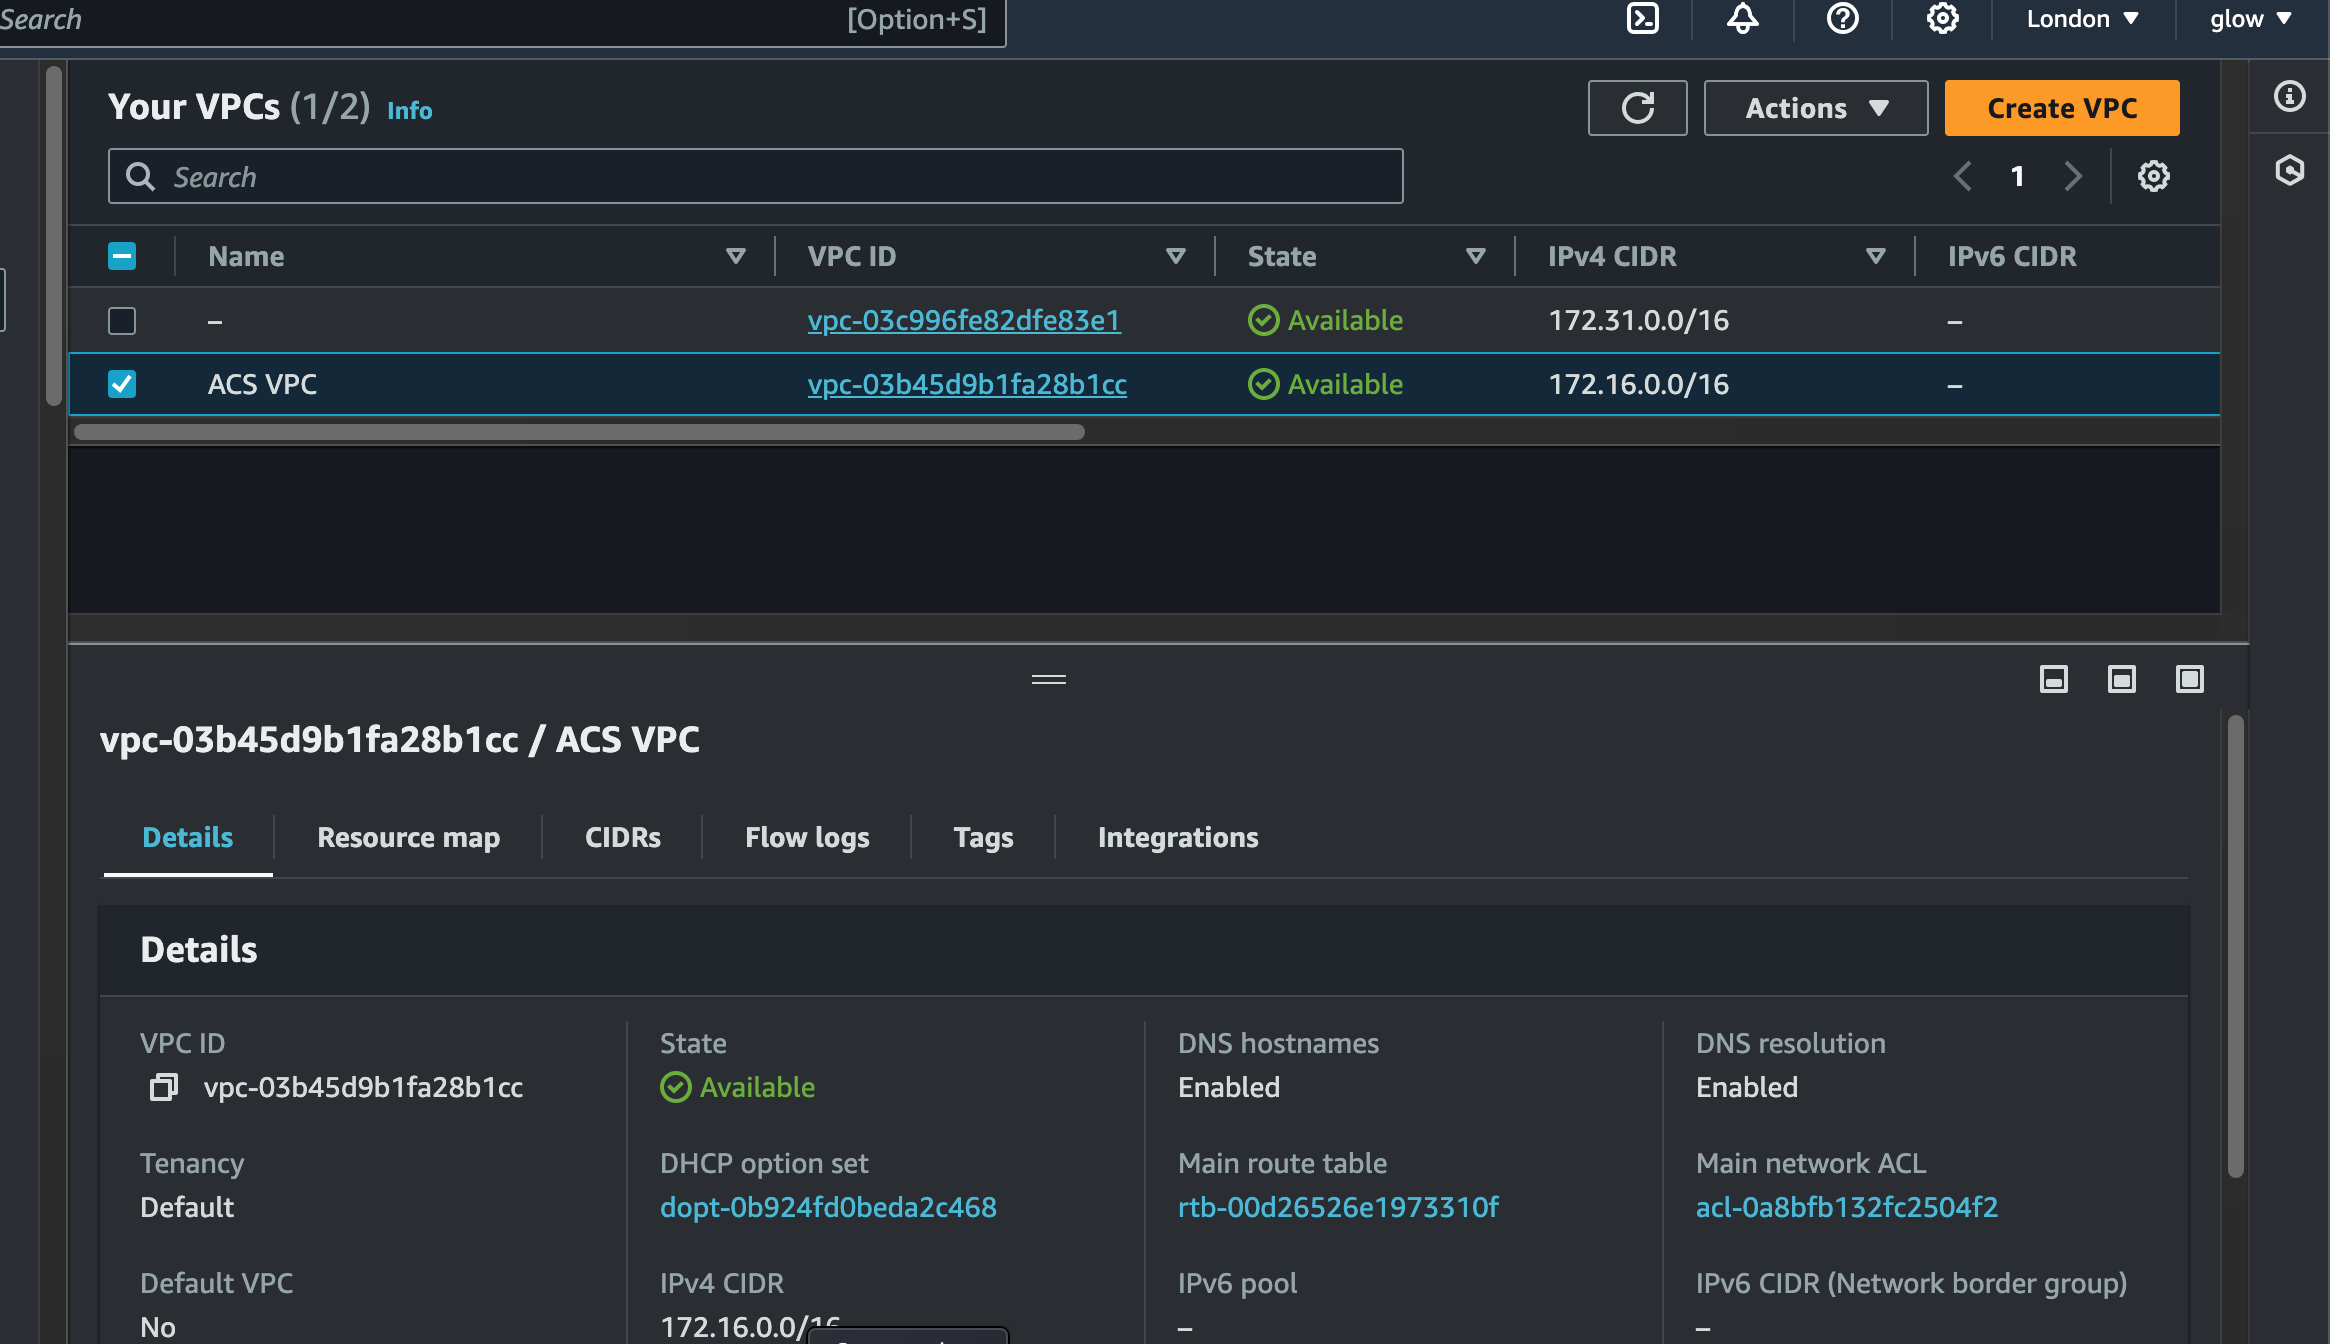 Search [Option+S] London glow
Your VPCs (1/2) Info Actions Create VPC
Search 1
Name VPC ID State IPv4 CIDR IPv6 CIDR
– vpc-03c996fe82dfe83e1 Available 172.31.0.0/16 –
ACS VPC vpc-03b45d9b1fa28b1cc Available 172.16.0.0/16 –
vpc-03b45d9b1fa28b1cc / ACS VPC
Details Resource map CIDRs Flow logs Tags Integrations
Details
VPC ID State DNS hostnames DNS resolution
vpc-03b45d9b1fa28b1cc Available Enabled Enabled
Tenancy DHCP option set Main route table Main network ACL
Default dopt-0b924fd0beda2c468 rtb-00d26526e1973310f acl-0a8bfb132fc2504f2
Default VPC IPv4 CIDR IPv6 pool IPv6 CIDR (Network border group)
No 172.16.0.0/16 – –